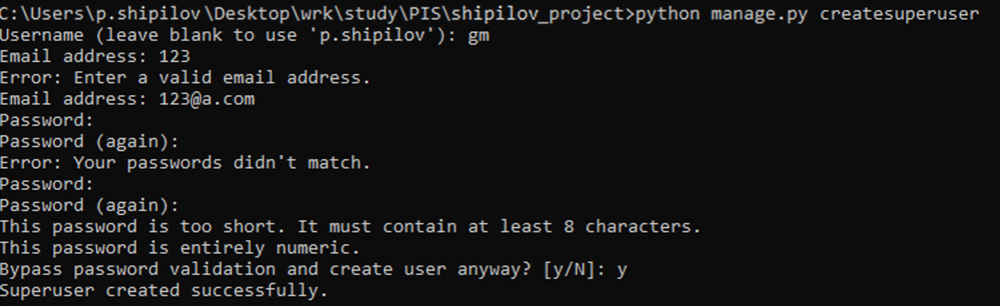 C:\Users\p.shipilov\Desktop\wrk\study\PIS\shipilov_project>python manage.py createsuperuser
Username (leave blank to use 'p.shipilov'): gm
Email address: 123
Error: Enter a valid email address.
Email address: 123@a.com
Password:
Password (again):
Error: Your passwords didn't match.
Password:
Password (again):
This password is too short. It must contain at least 8 characters.
This password is entirely numeric.
Bypass password validation and create user anyway? [y/N]: y
Superuser created successfully.